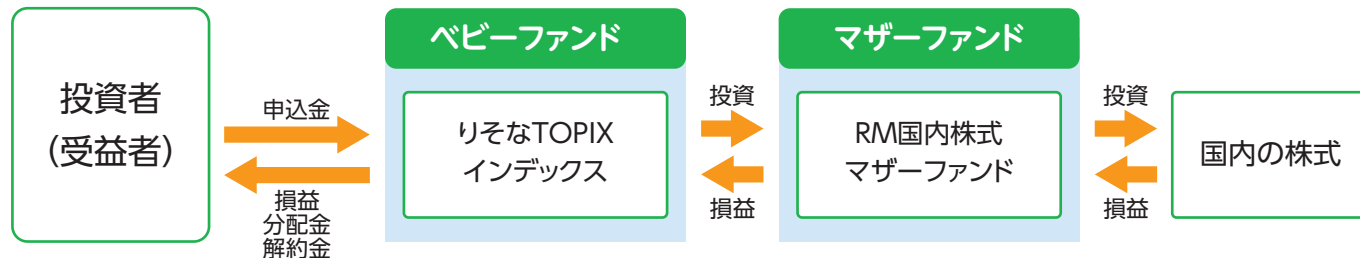 投資者
(受益者)
申込金
損益
分配金
解約金
ベビーファンド
りそなTOPIX
インデックス
投資
損益
マザーファンド
RM国内株式
マザーファンド
投資
損益
国内の株式